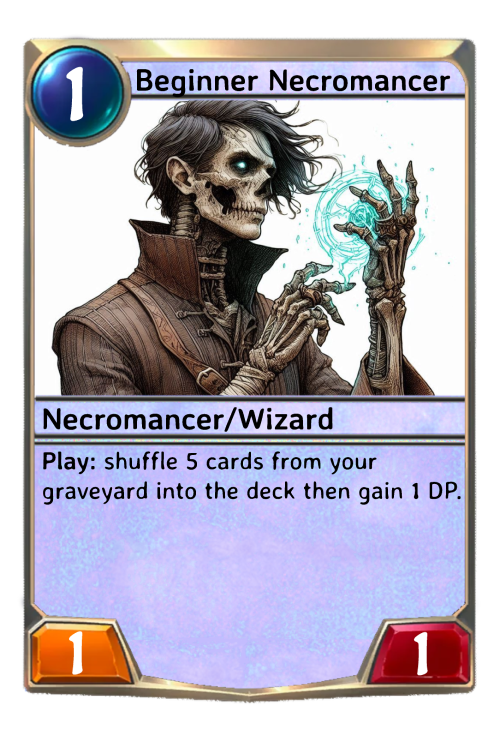 1 Beginner Necromancer
Necromancer/Wizard
Play: shuffle 5 cards from your
graveyard into the deck then gain 1 DP.
1 1